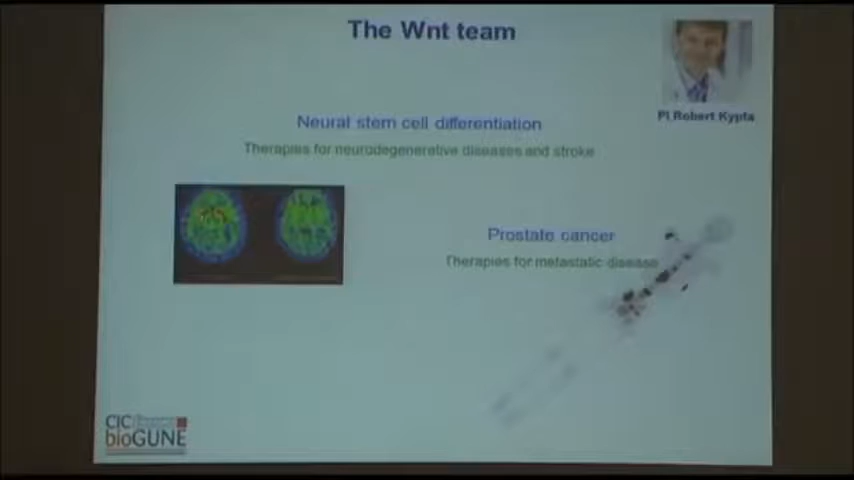 The Wnt team
PI Robert Kypta
Neural stem cell differentiation
Therapies for neurodegenerative diseases and stroke
Prostate cancer
Therapies for metastatic disease
CIC
bioGUNE